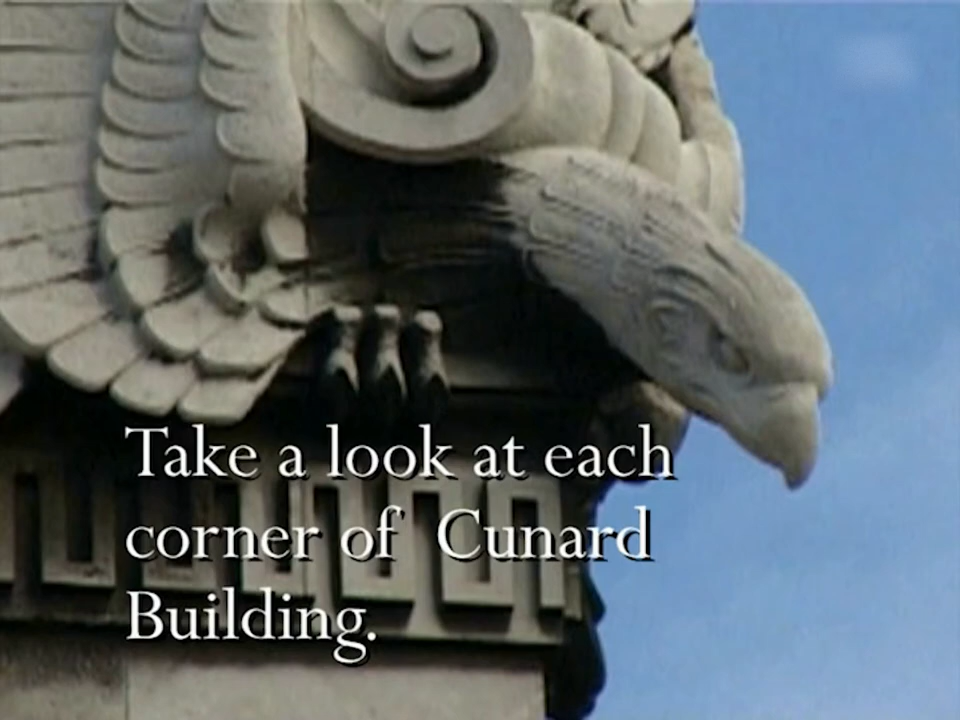 Take a look at each
corner of  Cunard
Building.